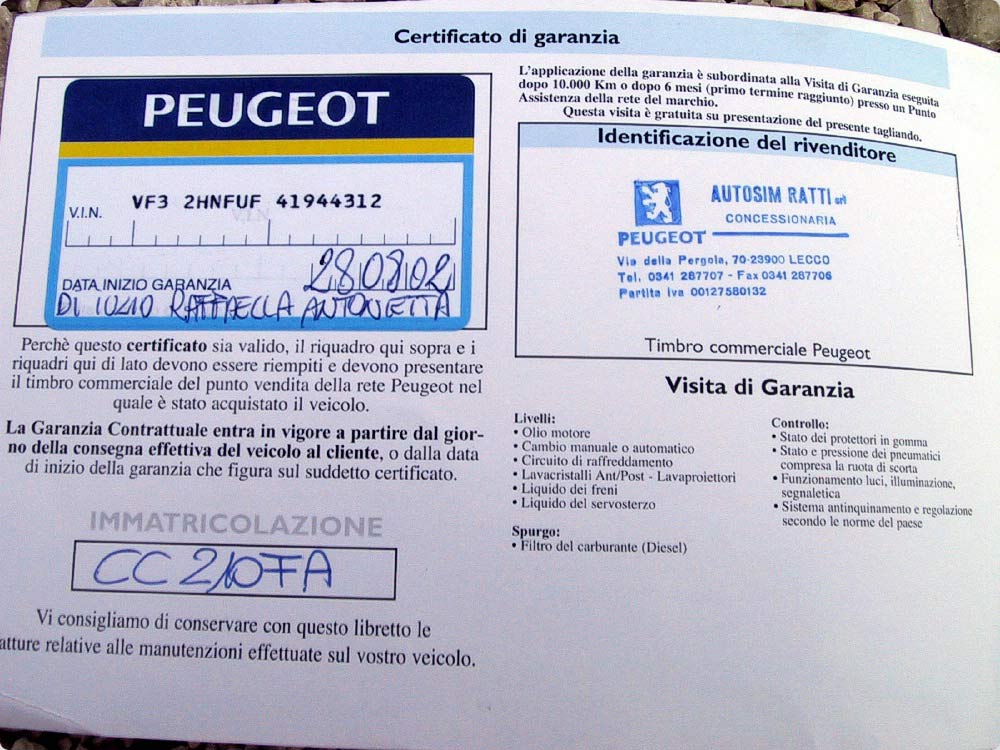 Certificato di garanzia
PEUGEOT
VF3 2HNFUF 41944312
V.I.N.
28 08 02
DATA INIZIO GARANZIA
DI IORIO RAFFAELLA ANTONIETTA
Perchè questo certificato sia valido, il riquadro qui sopra e i
riquadri qui di lato devono essere riempiti e devono presentare
il timbro commerciale del punto vendita della rete Peugeot nel
quale è stato acquistato il veicolo.
La Garanzia Contrattuale entra in vigore a partire dal gior-
no della consegna effettiva del veicolo al cliente, o dalla data
di inizio della garanzia che figura sul suddetto certificato.
IMMATRICOLAZIONE
CC 210FA
Vi consigliamo di conservare con questo libretto le
atture relative alle manutenzioni effettuate sul vostro veicolo.
L'applicazione della garanzia è subordinata alla Visita di Garanzia eseguita
dopo 10.000 Km o dopo 6 mesi (primo termine raggiunto) presso un Punto
Assistenza della rete del marchio.
Questa visita è gratuita su presentazione del presente tagliando.
Identificazione del rivenditore
AUTOSIM RATTI srl
CONCESSIONARIA
PEUGEOT
Via della Pergola, 70-23900 LECCO
Tel. 0341 287707 - Fax 0341 287706
Partita Iva 00127580132
Timbro commerciale Peugeot
Visita di Garanzia
Livelli:
• Olio motore
• Cambio manuale o automatico
• Circuito di raffreddamento
• Lavacristalli Ant/Post - Lavaproiettori
• Liquido dei freni
• Liquido del servosterzo
Spurgo:
• Filtro del carburante (Diesel)
Controllo:
• Stato dei protettori in gomma
• Stato e pressione dei pneumatici
compresa la ruota di scorta
• Funzionamento luci, illuminazione,
segnaletica
• Sistema antinquinamento e regolazione
secondo le norme del paese